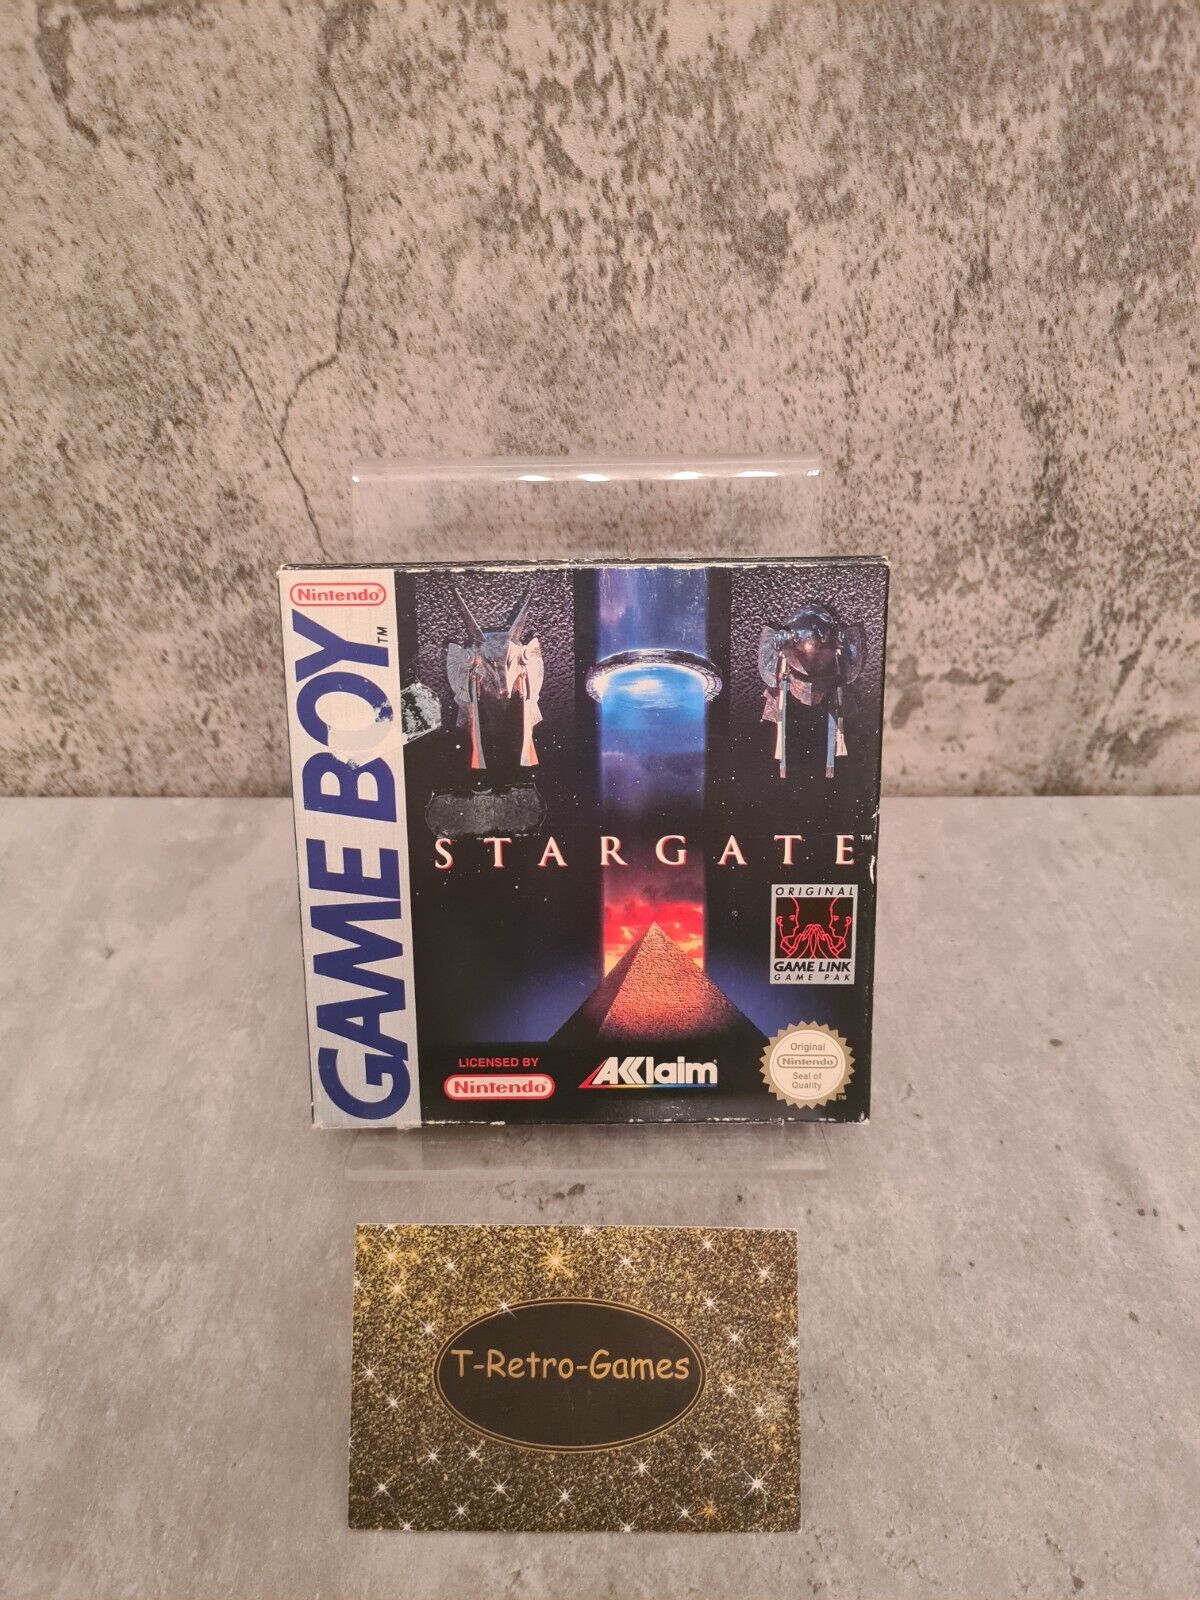 Nintendo®
GAME BOY™
STARGATE™
ORIGINAL
GAME LINK
GAME PAK
LICENSED BY
Nintendo®
AKlaim®
Original
Nintendo
Seal of
Quality
TM
T-Retro-Games